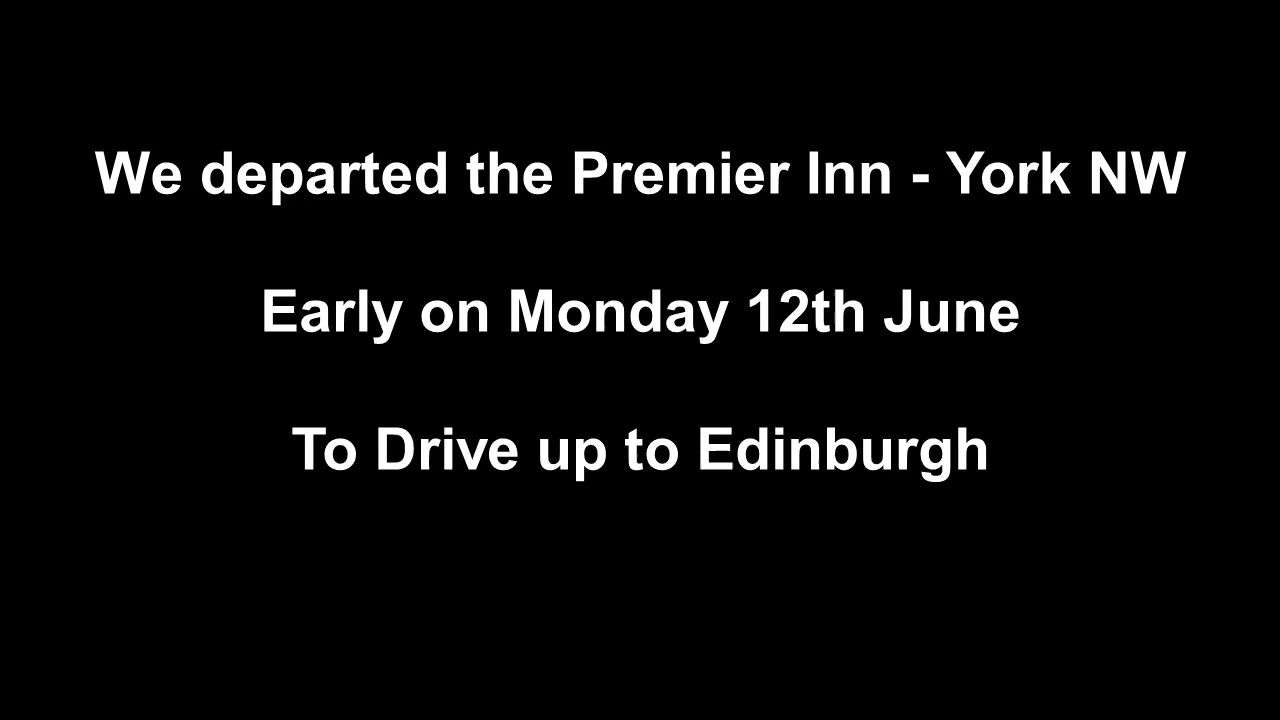 We departed the Premier Inn - York NW
Early on Monday 12th June
To Drive up to Edinburgh